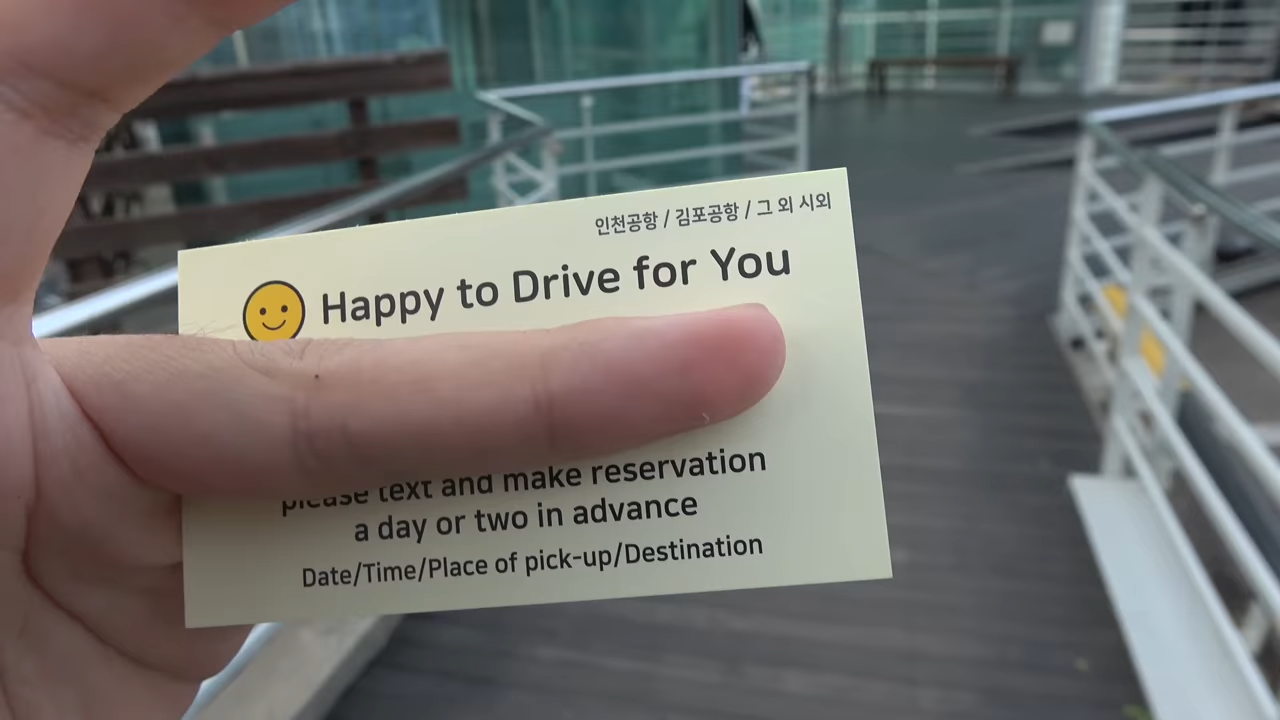 인천공항 / 김포공항 / 그 외 시외
Happy to Drive for You
please text and make reservation
a day or two in advance
Date/Time/Place of pick-up/Destination